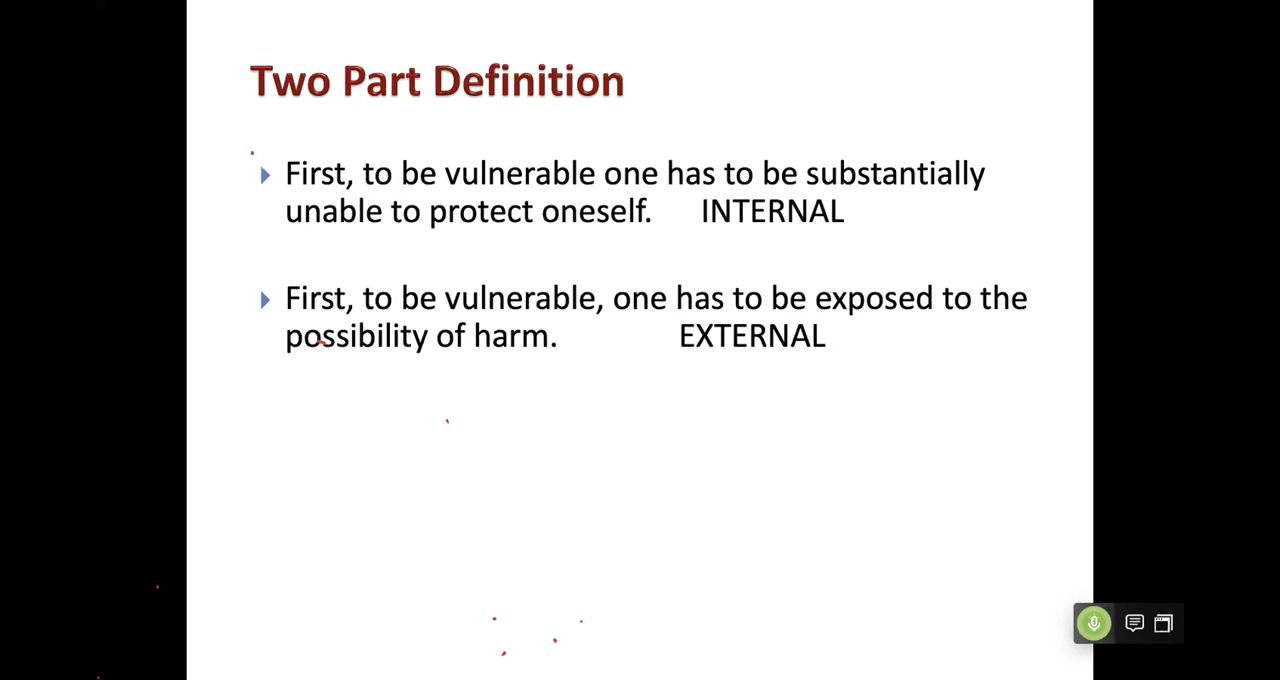 Two Part Definition
First, to be vulnerable one has to be substantially
unable to protect oneself. INTERNAL
First, to be vulnerable, one has to be exposed to the
possibility of harm. EXTERNAL